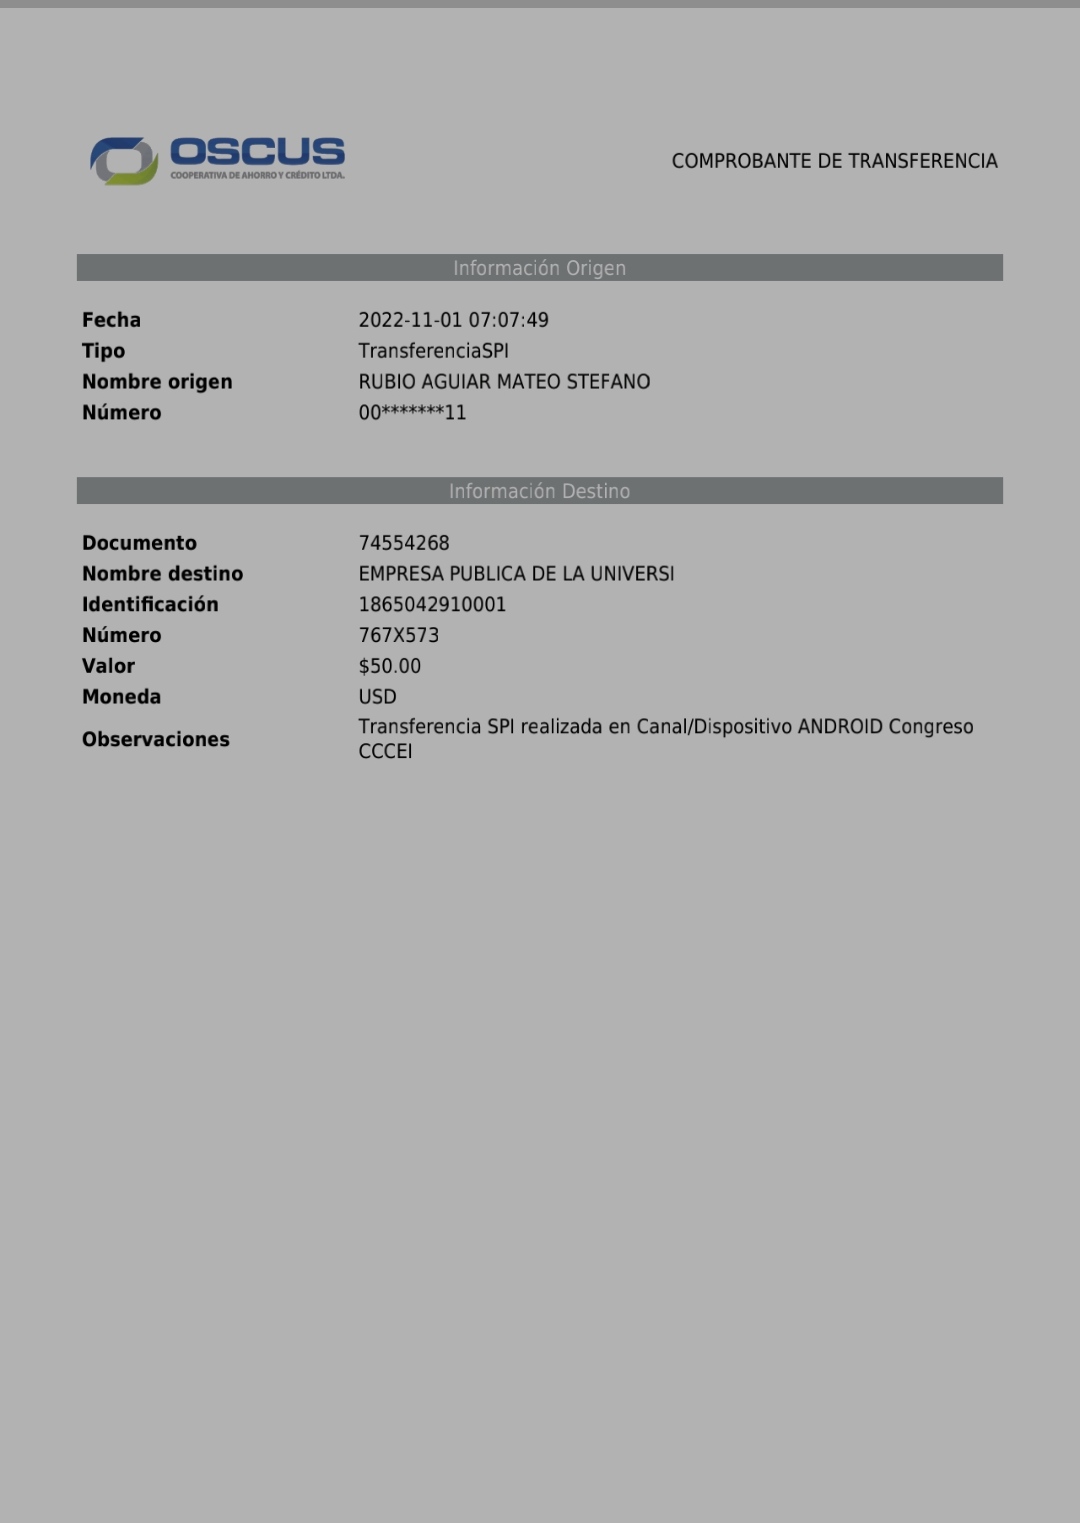 OSCUS
COOPERATIVA DE AHORRO Y CRÉDITO LTDA.
COMPROBANTE DE TRANSFERENCIA
Información Origen
Fecha 2022-11-01 07:07:49
Tipo TransferenciaSPI
Nombre origen RUBIO AGUIAR MATEO STEFANO
Número 00*******11
Información Destino
Documento 74554268
Nombre destino EMPRESA PUBLICA DE LA UNIVERSI
Identificación 1865042910001
Número 767X573
Valor $50.00
Moneda USD
Observaciones Transferencia SPI realizada en Canal/Dispositivo ANDROID Congreso
CCCEI